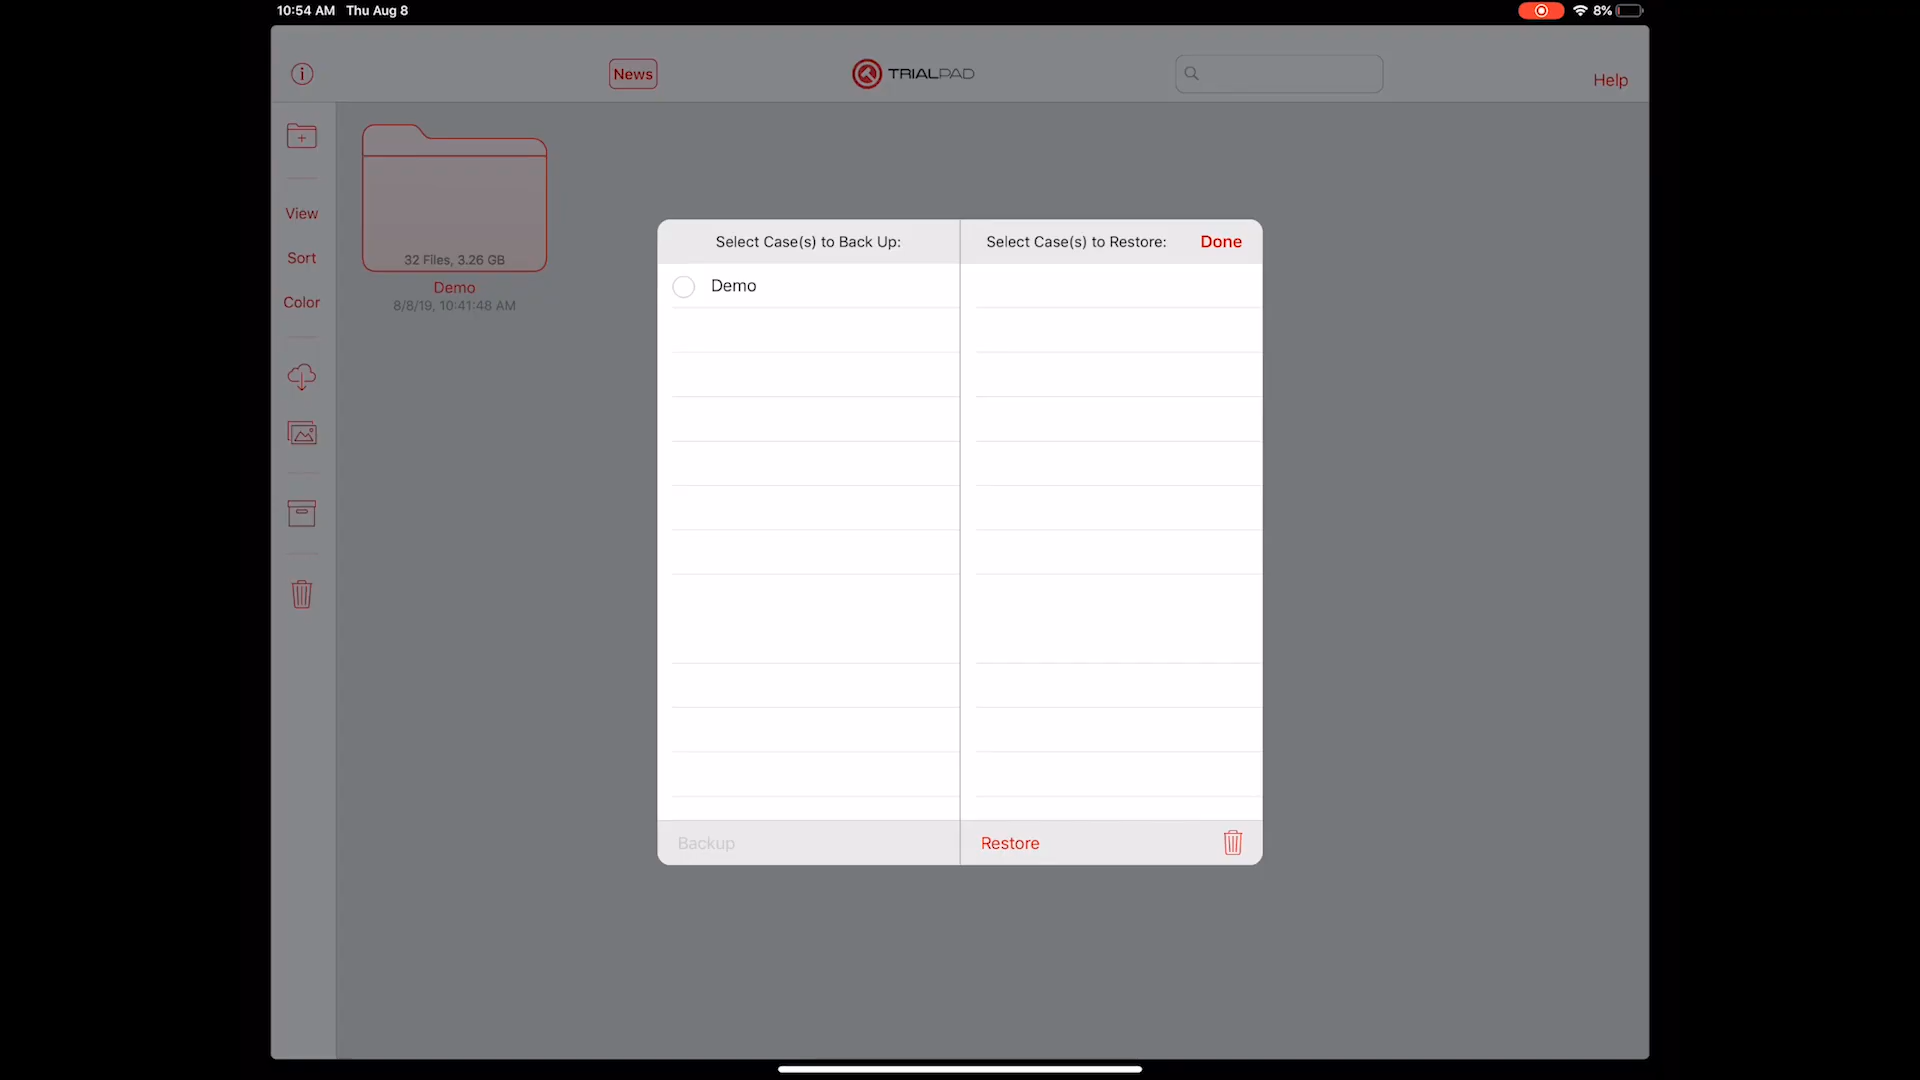 10:54 AM Thu Aug 8
8%
News
TRIALPAD
Help
View
Sort
Color
32 Files, 3.26 GB
Demo
8/8/19, 10:41:48 AM
Select Case(s) to Back Up:
Select Case(s) to Restore:
Done
Demo
Backup
Restore